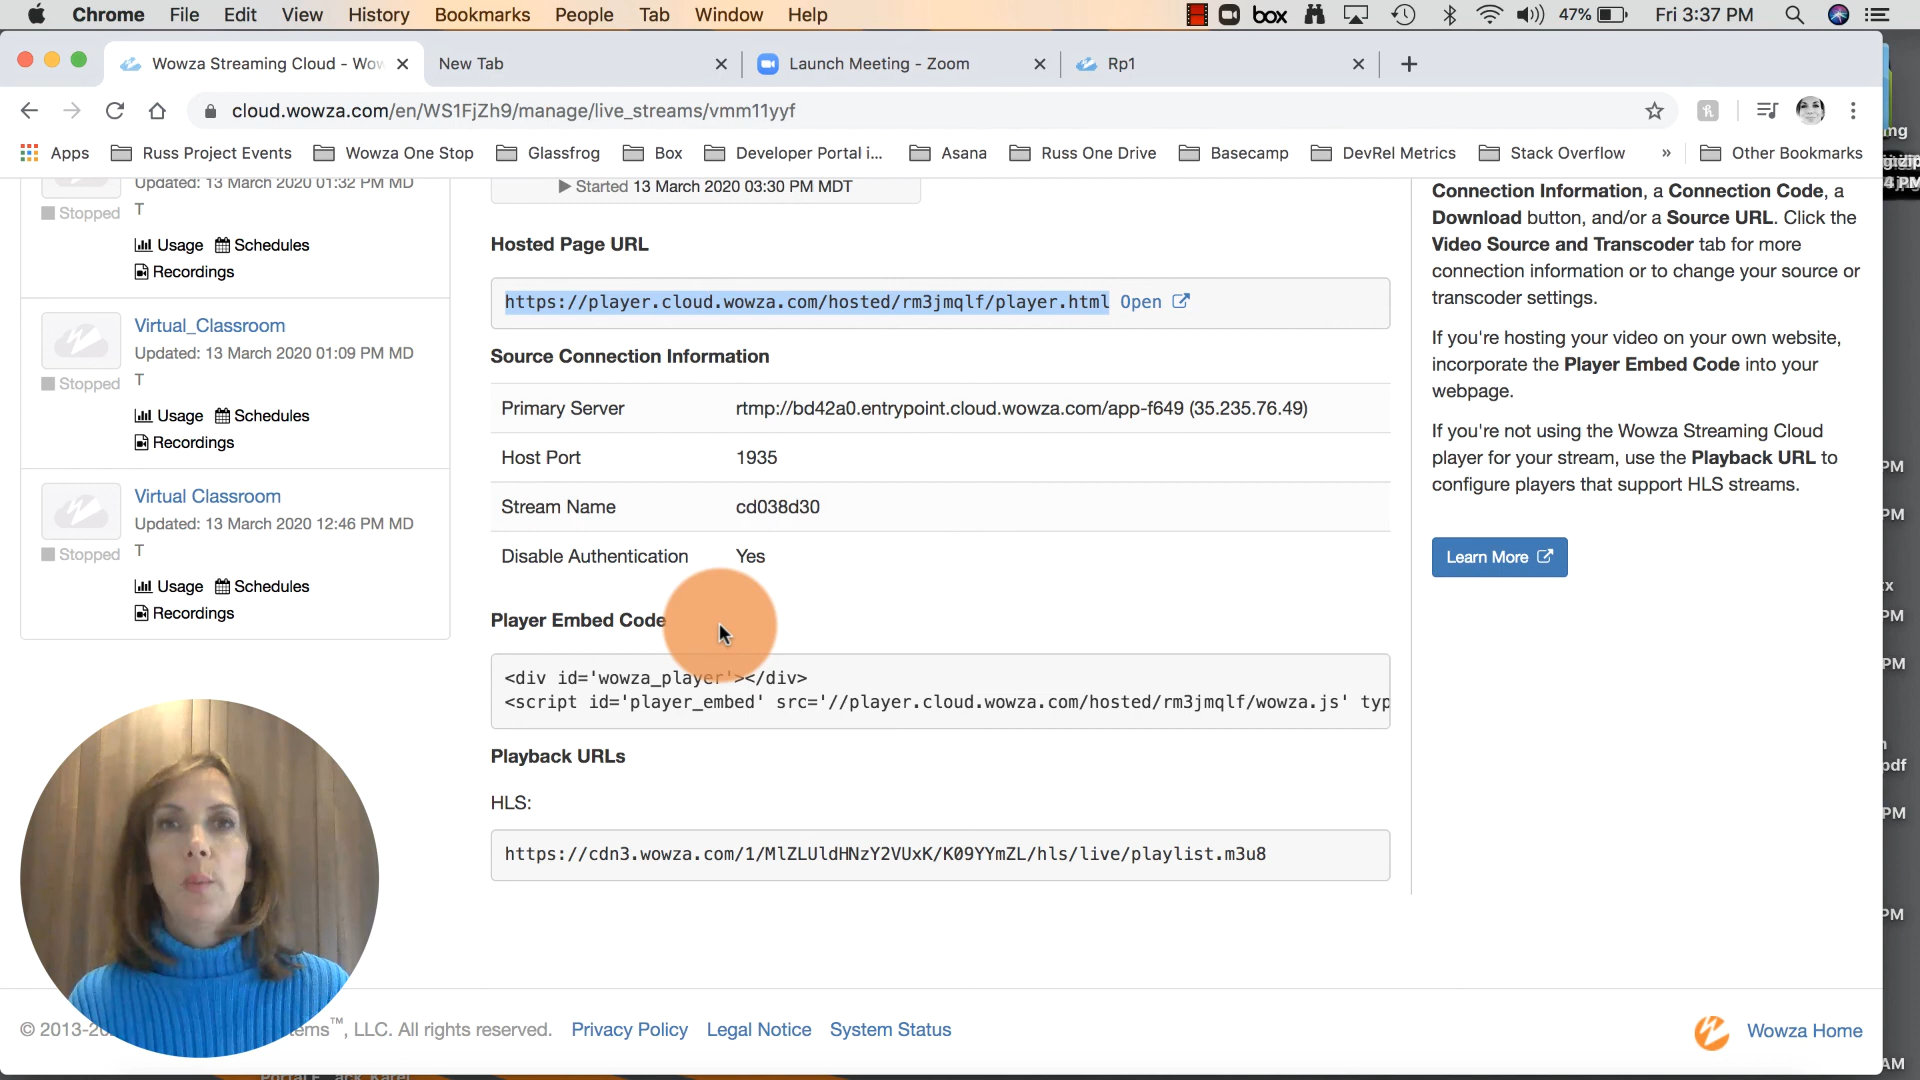 Chrome File Edit View History Bookmarks People Tab Window Help box 47% Fri 3:37 PM
Wowza Streaming Cloud - Wow New Tab Launch Meeting - Zoom Rp1
cloud.wowza.com/en/WS1FjZh9/manage/live_streams/vmm11yyf
Apps Russ Project Events Wowza One Stop Glassfrog Box Developer Portal i... Asana Russ One Drive Basecamp DevRel Metrics Stack Overflow » Other Bookmarks
Updated: 13 March 2020 01:32 PM MD
T
Stopped
Usage Schedules
Recordings
Virtual_Classroom
Updated: 13 March 2020 01:09 PM MD
T
Stopped
Usage Schedules
Recordings
Virtual Classroom
Updated: 13 March 2020 12:46 PM MD
T
Stopped
Usage Schedules
Recordings
Started 13 March 2020 03:30 PM MDT
Hosted Page URL
https://player.cloud.wowza.com/hosted/rm3jmqlf/player.html Open
Source Connection Information
Primary Server rtmp://bd42a0.entrypoint.cloud.wowza.com/app-f649 (35.235.76.49)
Host Port 1935
Stream Name cd038d30
Disable Authentication Yes
Player Embed Code
<div id='wowza_player'></div>
<script id='player_embed' src='//player.cloud.wowza.com/hosted/rm3jmqlf/wowza.js' typ
Playback URLs
HLS:
https://cdn3.wowza.com/1/MlZLUldHNzY2VUxK/K09YYmZL/hls/live/playlist.m3u8
Connection Information, a Connection Code, a
Download button, and/or a Source URL. Click the
Video Source and Transcoder tab for more
connection information or to change your source or
transcoder settings.
If you're hosting your video on your own website,
incorporate the Player Embed Code into your
webpage.
If you're not using the Wowza Streaming Cloud
player for your stream, use the Playback URL to
configure players that support HLS streams.
Learn More
© 2013-20 ems™, LLC. All rights reserved. Privacy Policy Legal Notice System Status
Wowza Home